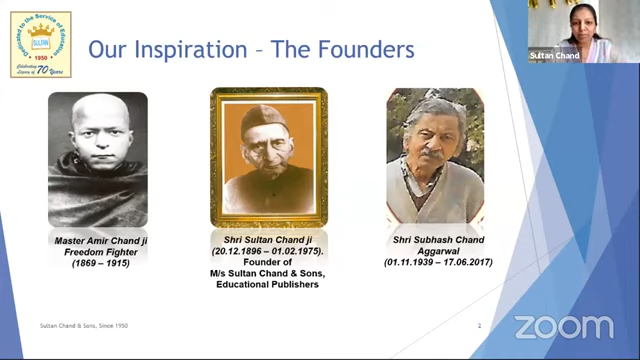 Dedicated to the Service of Education
SULTAN
1950
Celebrating
Legacy of 70 Years
Our Inspiration – The Founders
Sultan Chand
Master Amir Chand ji
Freedom Fighter
(1869 – 1915)
Shri Sultan Chand ji
(20.12.1896 – 01.02.1975).
Founder of
M/s Sultan Chand & Sons,
Educational Publishers
Shri Subhash Chand
Aggarwal
(01.11.1939 – 17.06.2017)
Sultan Chand & Sons, Since 1950
2
zoom